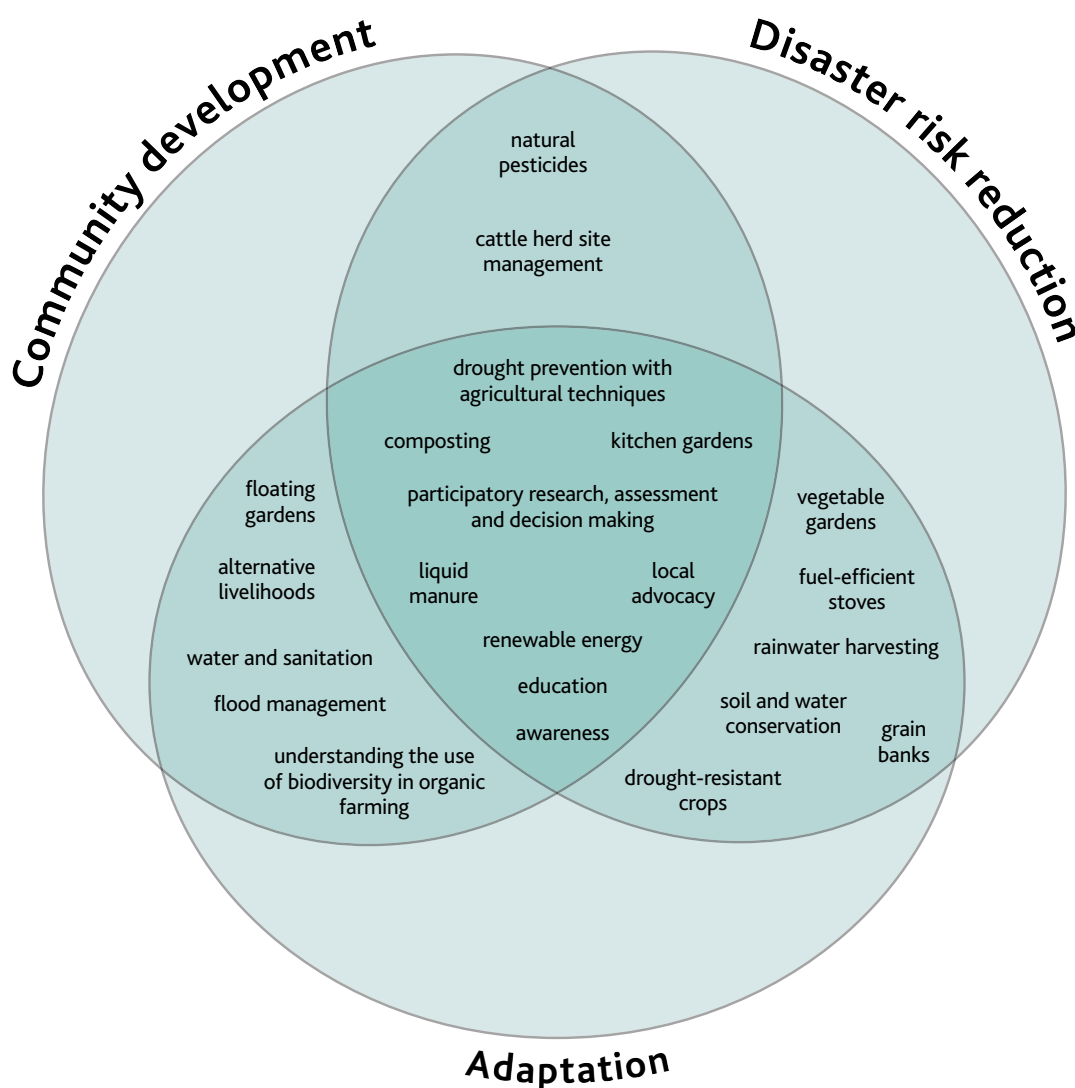 Community development
Disaster risk reduction
natural
pesticides
cattle herd site
management
drought prevention with
agricultural techniques
composting
kitchen gardens
participatory research, assessment
and decision making
liquid
manure
local
advocacy
renewable energy
education
awareness
floating
gardens
alternative
livelihoods
water and sanitation
flood management
understanding the use
of biodiversity in organic
farming
vegetable
gardens
fuel-efficient
stoves
rainwater harvesting
soil and water
conservation
grain
banks
drought-resistant
crops
Adaptation